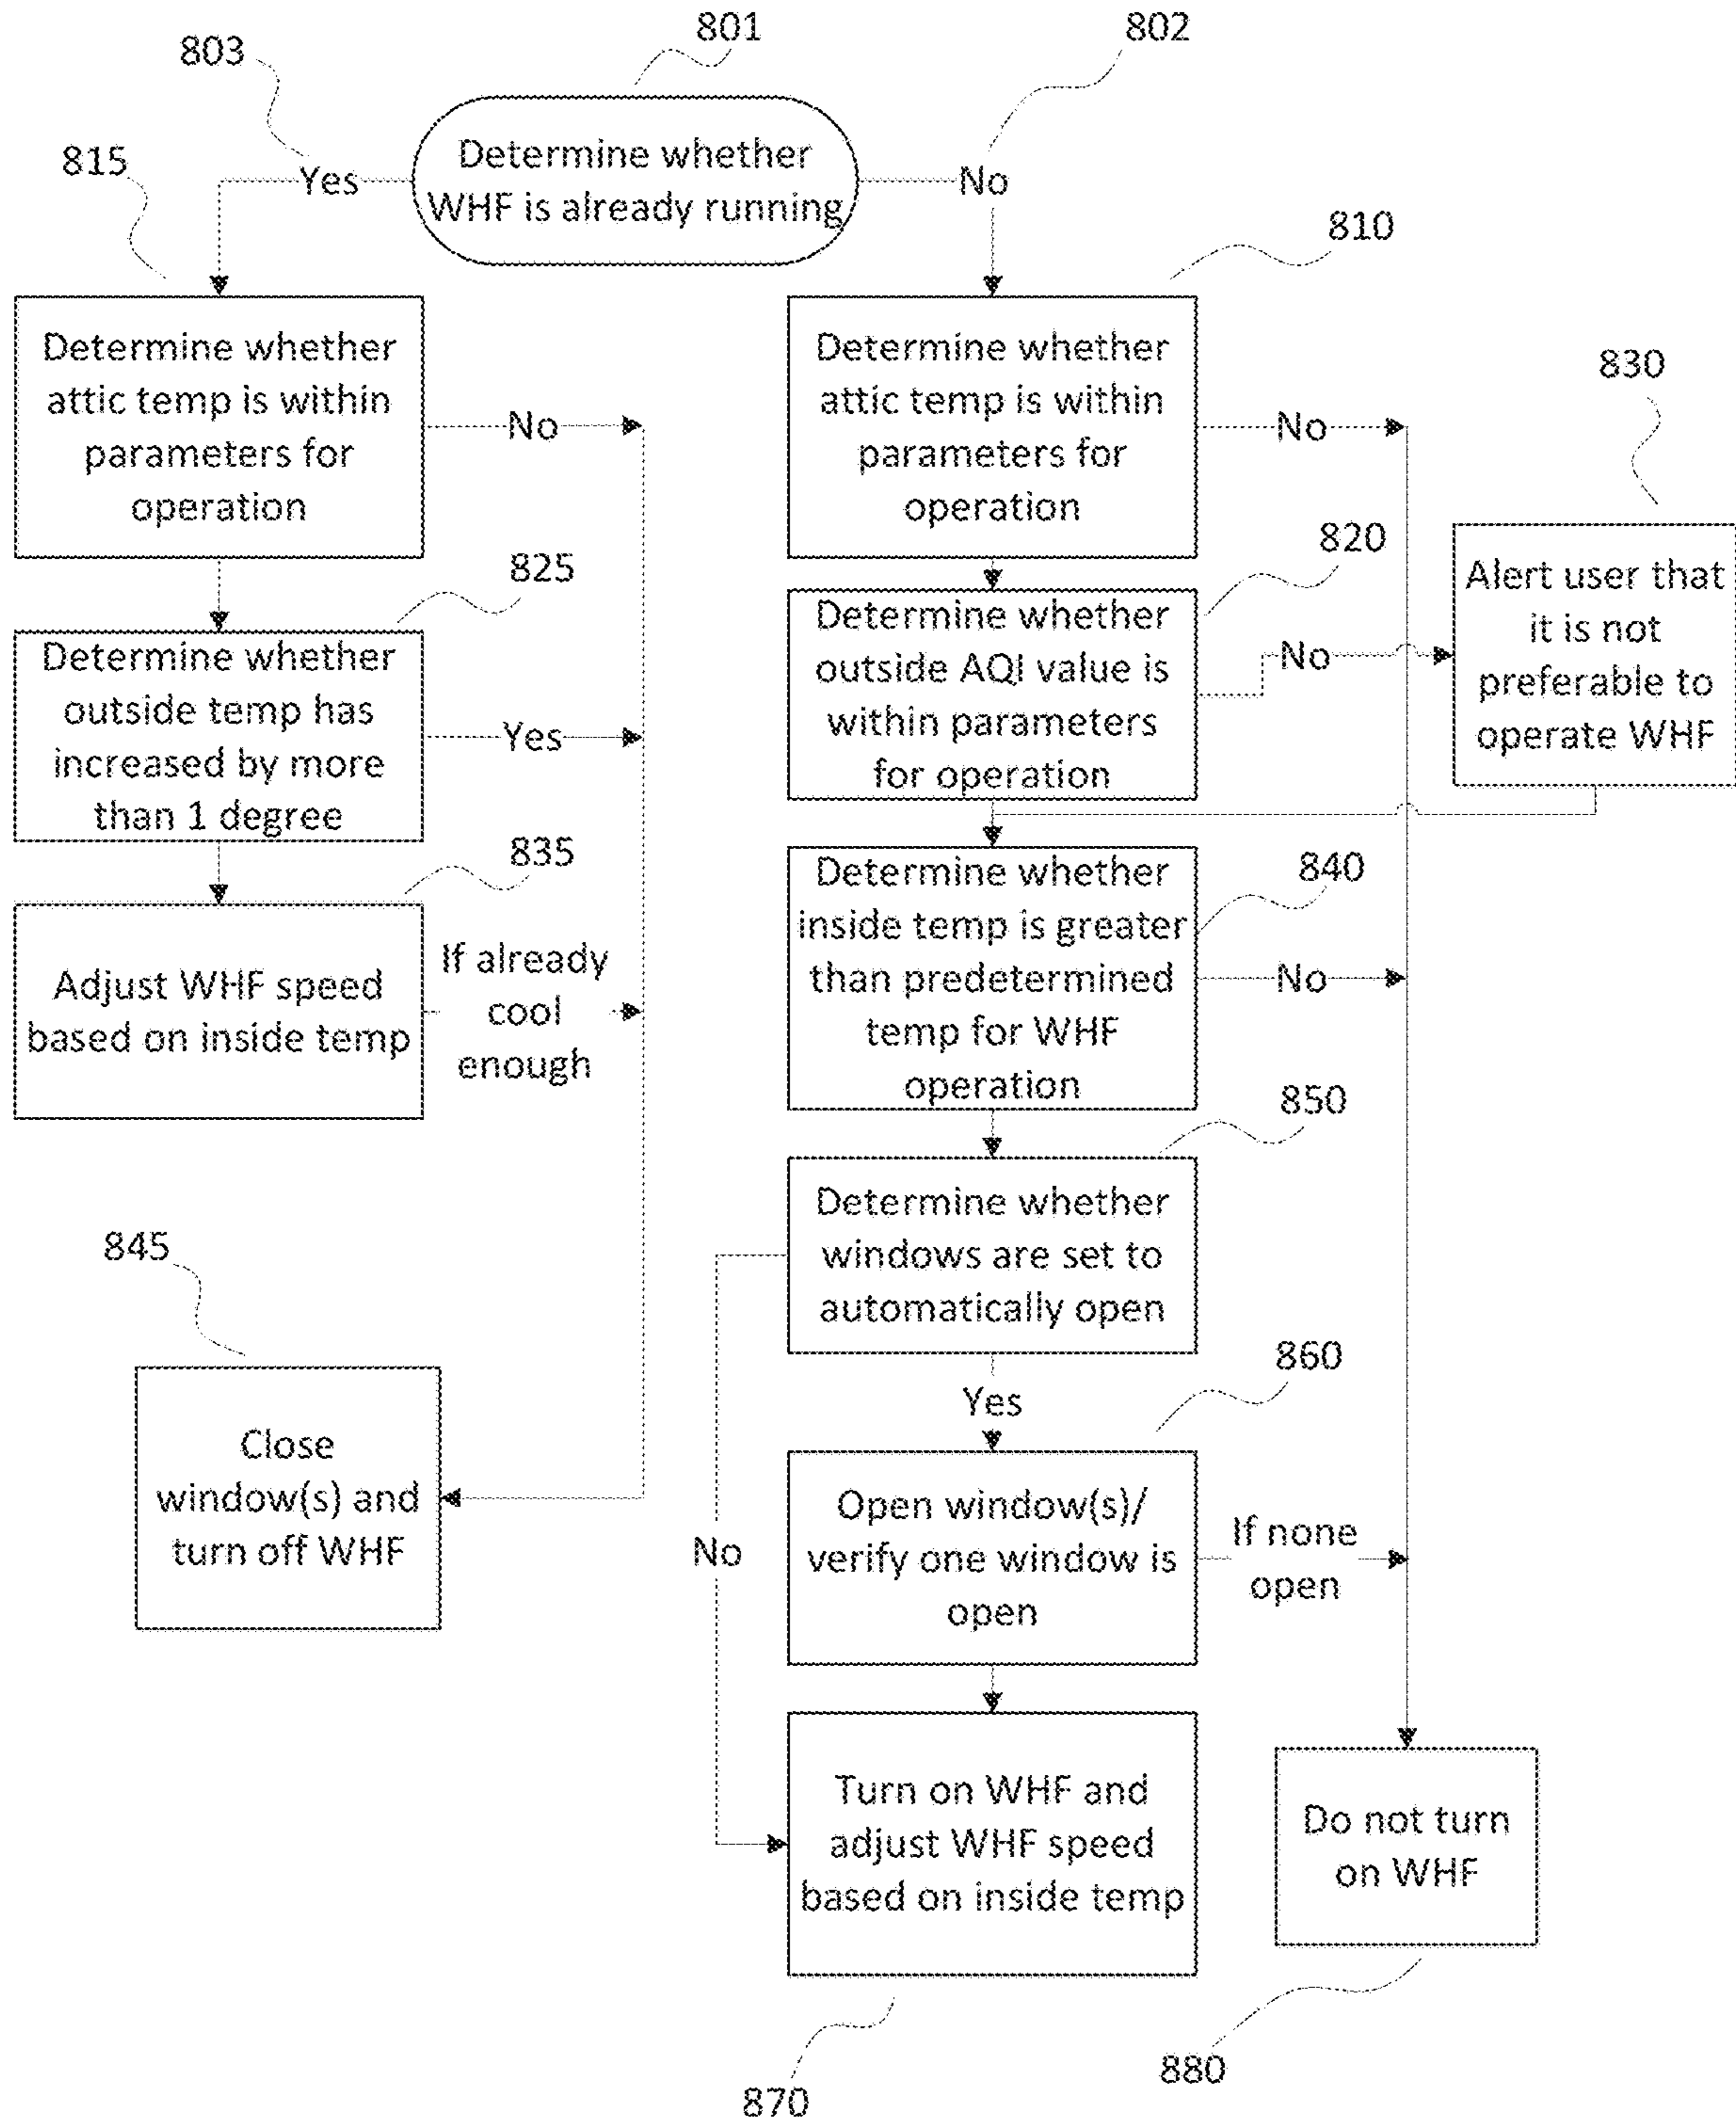 801
802
803
Determine whether
WHF is already running
Yes
No
815
810
Determine whether
attic temp is within
parameters for
operation
No
Determine whether
attic temp is within
parameters for
operation
No
830
Alert user that
it is not
preferable to
operate WHF
825
820
Determine whether
outside temp has
increased by more
than 1 degree
Yes
Determine whether
outside AQI value is
within parameters
for operation
No
835
840
Adjust WHF speed
based on inside temp
If already
cool
enough
Determine whether
inside temp is greater
than predetermined
temp for WHF
operation
No
850
Determine whether
windows are set to
automatically open
845
Close
window(s) and
turn off WHF
No
Yes
860
Open window(s)/
verify one window is
open
If none
open
Turn on WHF and
adjust WHF speed
based on inside temp
Do not turn
on WHF
870
880